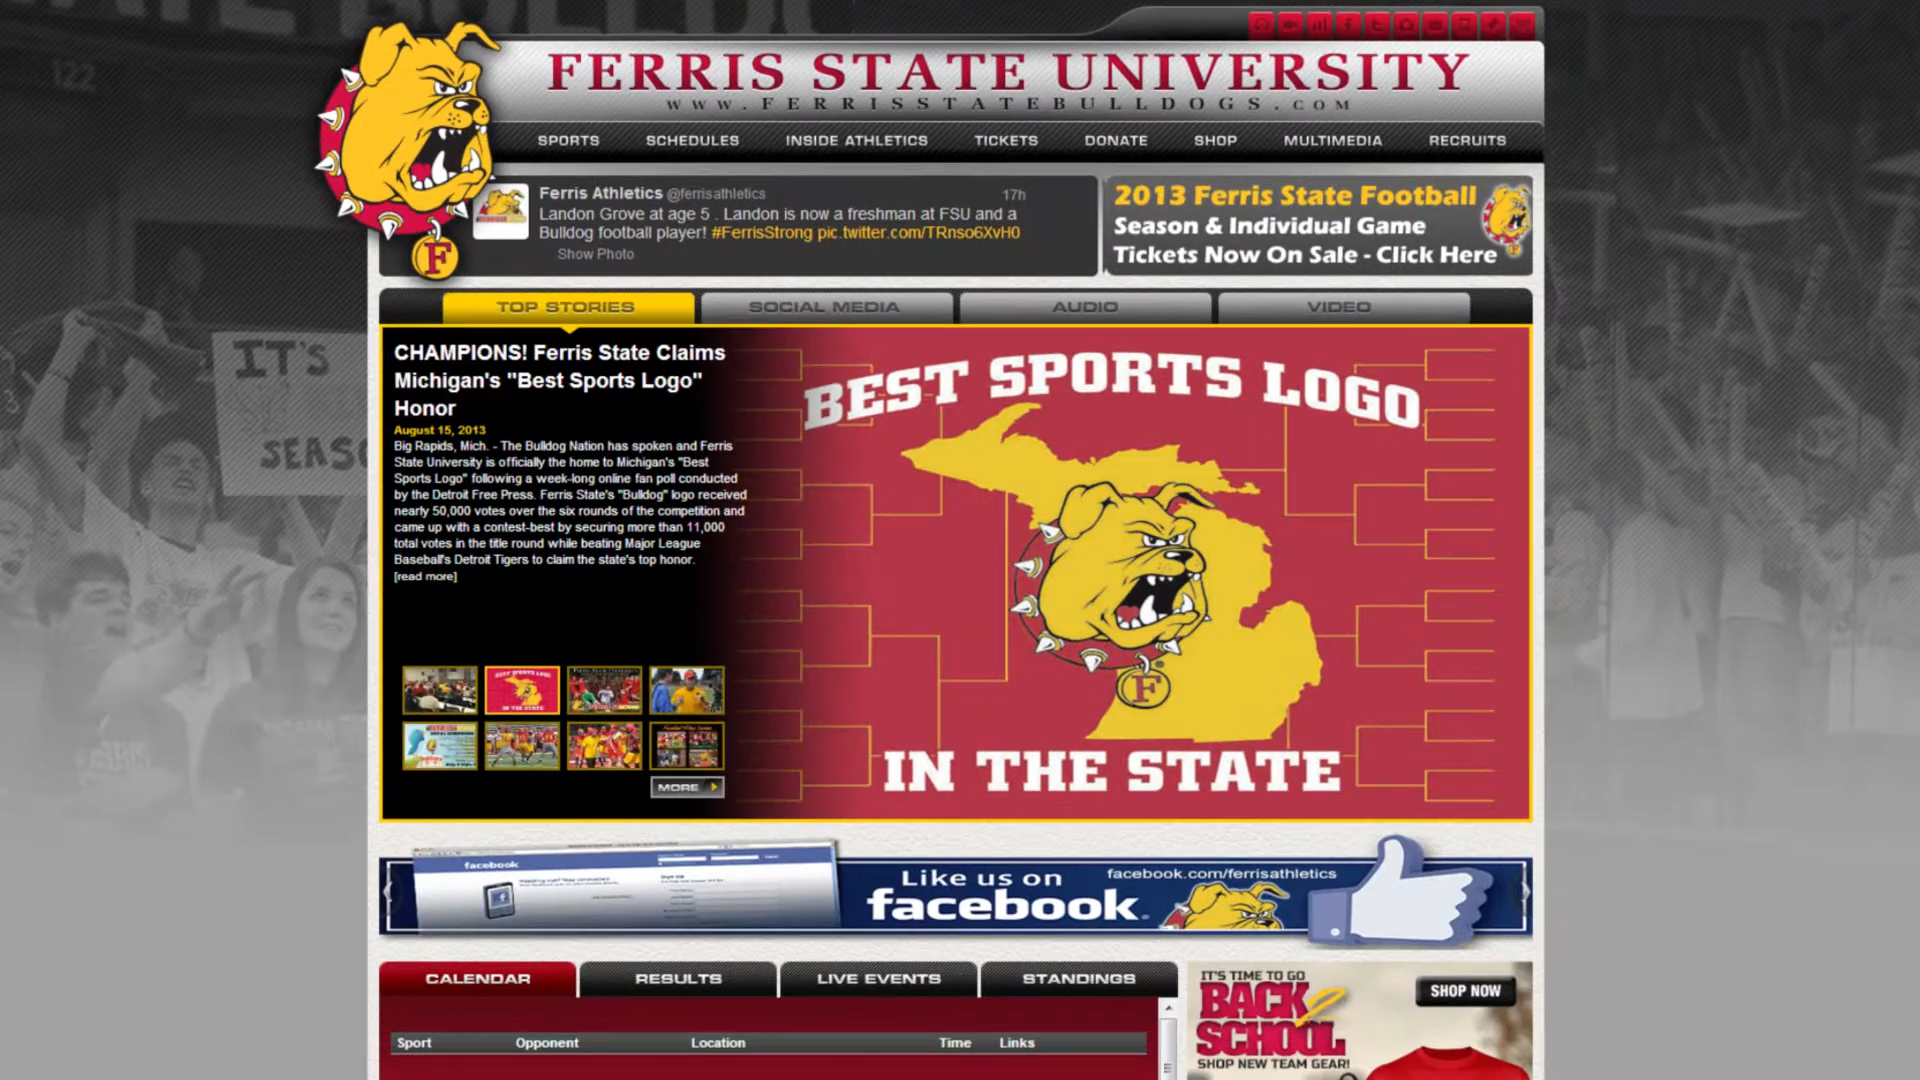 122
IT'S
SEAS
FERRIS STATE UNIVERSITY
WWW.FERRISSTATEBULLDOGS.COM
SPORTS SCHEDULES INSIDE ATHLETICS TICKETS DONATE SHOP MULTIMEDIA RECRUITS
Ferris Athletics @ferrisathletics 17h
Landon Grove at age 5 . Landon is now a freshman at FSU and a
Bulldog football player! #FerrisStrong pic.twitter.com/TRnso6XvH0
Show Photo
2013 Ferris State Football
Season & Individual Game
Tickets Now On Sale - Click Here
F
TOP STORIES SOCIAL MEDIA AUDIO VIDEO
CHAMPIONS! Ferris State Claims
Michigan's "Best Sports Logo"
Honor
August 15, 2013
Big Rapids, Mich. - The Bulldog Nation has spoken and Ferris
State University is officially the home to Michigan's "Best
Sports Logo" following a week-long online fan poll conducted
by the Detroit Free Press. Ferris State's "Bulldog" logo received
nearly 50,000 votes over the six rounds of the competition and
came up with a contest-best by securing more than 11,000
total votes in the title round while beating Major League
Baseball's Detroit Tigers to claim the state's top honor.
[read more]
BEST SPORTS LOGO
F
IN THE STATE
BEST SPORTS LOGO
IN THE STATE
MORE
facebook
Like us on
facebook.
facebook.com/ferrisathletics
CALENDAR RESULTS LIVE EVENTS STANDINGS
Sport Opponent Location Time Links
IT'S TIME TO GO
BACK 2
SCHOOL
SHOP NEW TEAM GEAR!
SHOP NOW